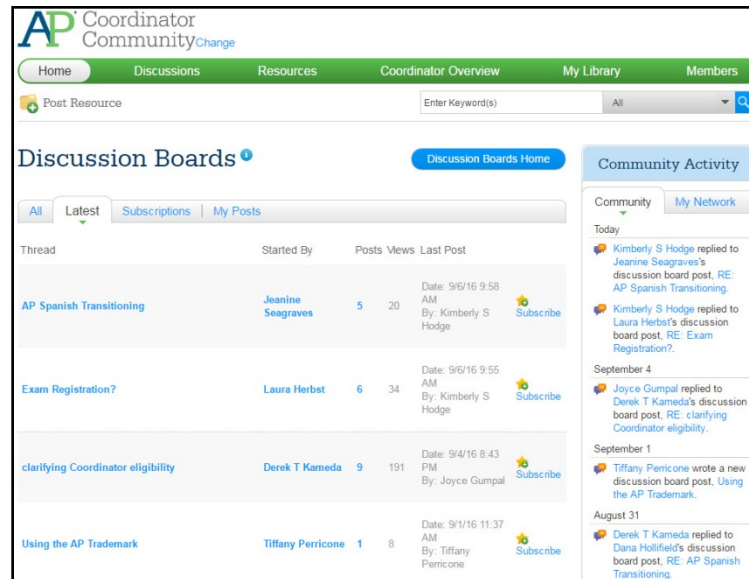 AP Coordinator
CommunityChange
Home Discussions Resources Coordinator Overview My Library Members
Post Resource Enter Keyword(s) All
Discussion Boards
Discussion Boards Home
All Latest Subscriptions | My Posts
Thread Started By Posts Views Last Post
AP Spanish Transitioning
Jeanine
Seagraves
5
20
Date: 9/6/16 9:58
AM
By: Kimberly S
Hodge
Subscribe
Exam Registration?
Laura Herbst
6
34
Date: 9/6/16 9:55
AM
By: Kimberly S
Hodge
Subscribe
clarifying Coordinator eligibility
Derek T Kameda
9
191
Date: 9/4/16 8:43
PM
By: Joyce Gumpal
Subscribe
Using the AP Trademark
Tiffany Perricone
1
8
Date: 9/1/16 11:37
AM
By: Tiffany
Perricone
Subscribe
Community Activity
Community My Network
Today
Kimberly S Hodge replied to
Jeanine Seagraves's
discussion board post, RE:
AP Spanish Transitioning.
Kimberly S Hodge replied to
Laura Herbst's discussion
board post, RE: Exam
Registration?.
September 4
Joyce Gumpal replied to
Derek T Kameda's discussion
board post, RE: clarifying
Coordinator eligibility.
September 1
Tiffany Perricone wrote a new
discussion board post, Using
the AP Trademark.
August 31
Derek T Kameda replied to
Dana Hollifield's discussion
board post, RE: AP Spanish
Transitioning.